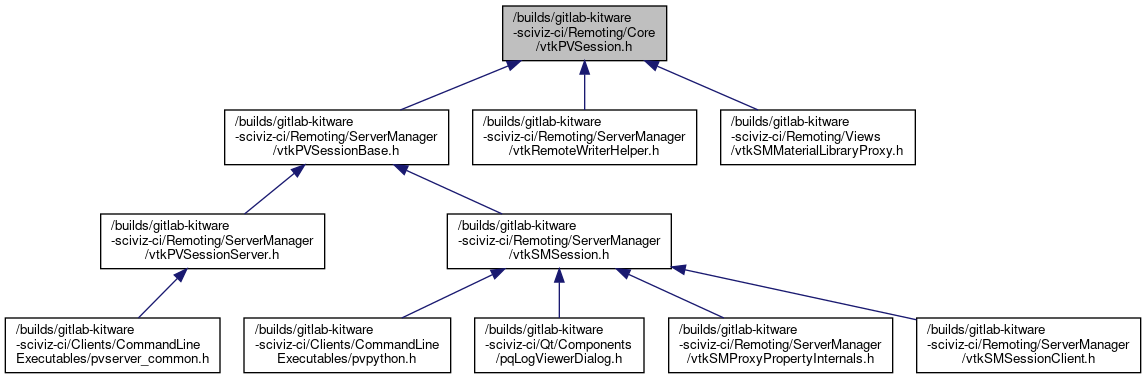 /builds/gitlab-kitware
-sciviz-ci/Remoting/Core
/vtkPVSession.h
/builds/gitlab-kitware
-sciviz-ci/Remoting/ServerManager
/vtkPVSessionBase.h
/builds/gitlab-kitware
-sciviz-ci/Remoting/ServerManager
/vtkRemoteWriterHelper.h
/builds/gitlab-kitware
-sciviz-ci/Remoting/Views
/vtkSMMaterialLibraryProxy.h
/builds/gitlab-kitware
-sciviz-ci/Remoting/ServerManager
/vtkPVSessionServer.h
/builds/gitlab-kitware
-sciviz-ci/Remoting/ServerManager
/vtkSMSession.h
/builds/gitlab-kitware
-sciviz-ci/Clients/CommandLine
Executables/pvserver_common.h
/builds/gitlab-kitware
-sciviz-ci/Clients/CommandLine
Executables/pvpython.h
/builds/gitlab-kitware
-sciviz-ci/Qt/Components
/pqLogViewerDialog.h
/builds/gitlab-kitware
-sciviz-ci/Remoting/ServerManager
/vtkSMProxyPropertyInternals.h
/builds/gitlab-kitware
-sciviz-ci/Remoting/ServerManager
/vtkSMSessionClient.h